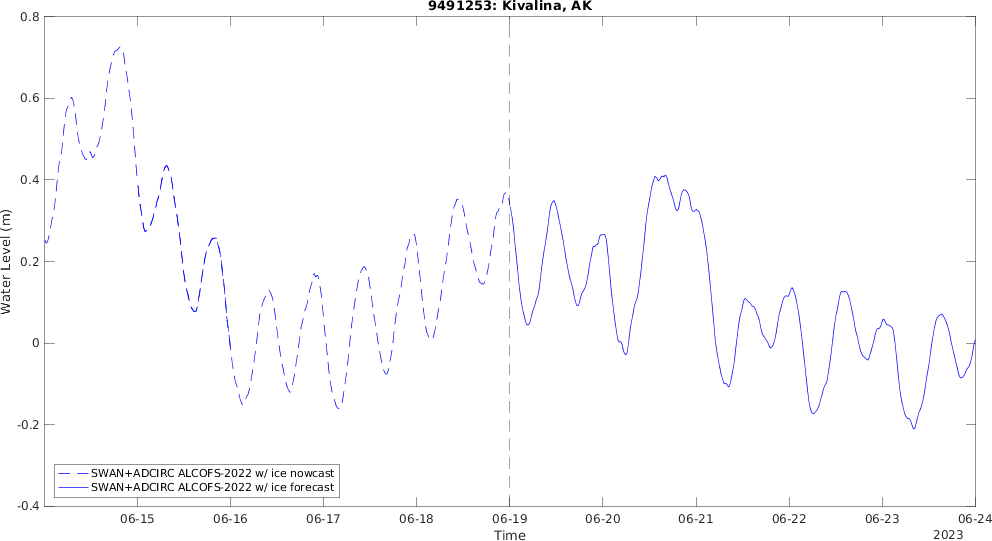 9491253: Kivalina, AK
Water Level (m)
0.8
0.6
0.4
0.2
0
-0.2
-0.4
SWAN+ADCIRC ALCOFS-2022 w/ ice nowcast
SWAN+ADCIRC ALCOFS-2022 w/ ice forecast
06-15 06-16 06-17 06-18 06-19 06-20 06-21 06-22 06-23 06-24
Time
2023